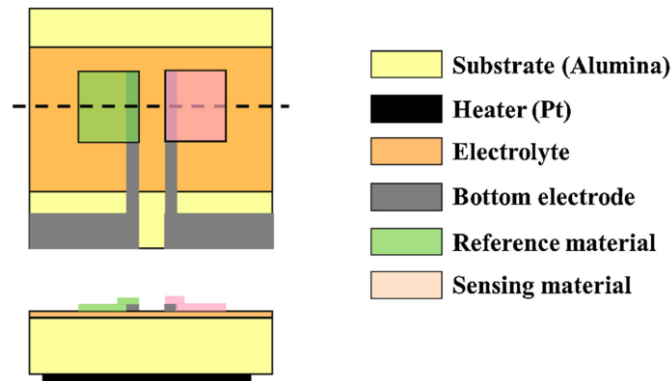 Substrate (Alumina)
Heater (Pt)
Electrolyte
Bottom electrode
Reference material
Sensing material